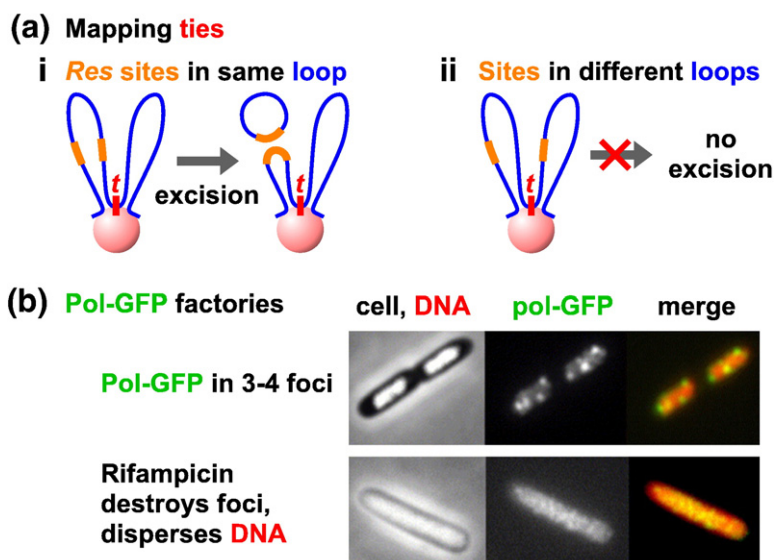 (a) Mapping ties
i Res sites in same loop
ii Sites in different loops
t
excision
t
t
no
excision
(b) Pol-GFP factories
cell, DNA
pol-GFP
merge
Pol-GFP in 3-4 foci
Rifampicin
destroys foci,
disperses DNA